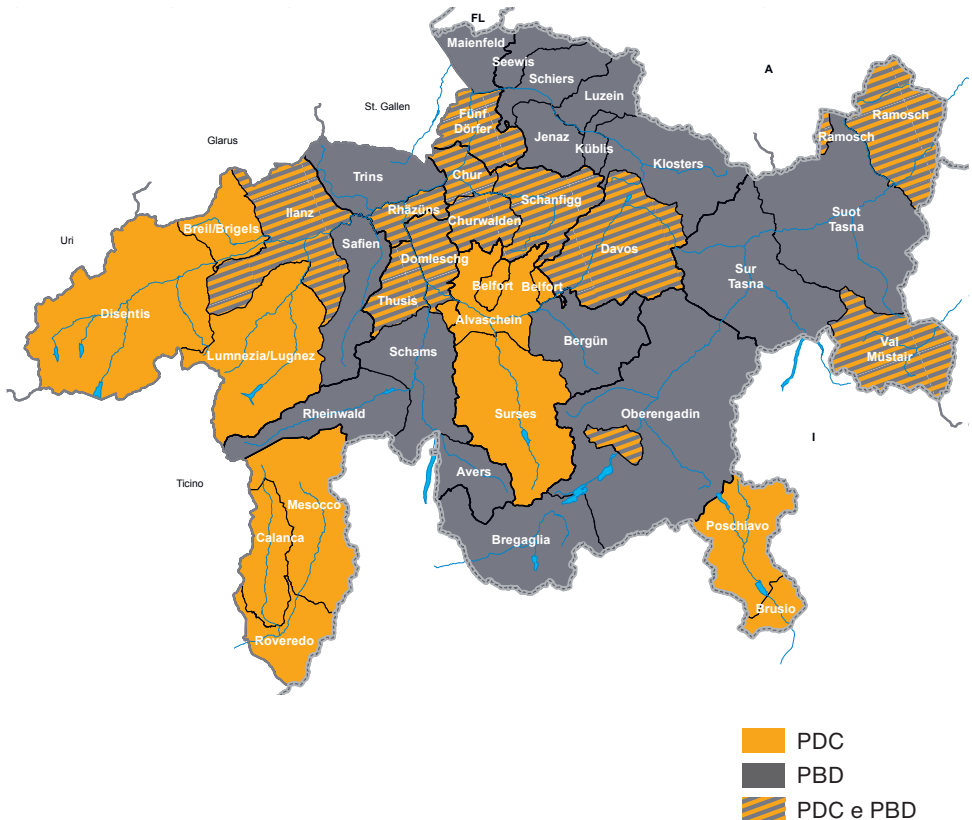 FL
Maienfeld
Seewis
Schiers
A
Luzein
St. Gallen
Fünf
Dörfer
Ramosch
Glarus
Jenaz
Küblis
Ramosch
Klosters
Trins
Chur
Schanfigg
Ilanz
Rhäzüns
Churwalden
Suot
Tasna
Breil/Brigels
Uri
Safien
Davos
Domleschg
Sur
Tasna
Belfort
Belfort
Thusis
Disentis
Alvaschein
Val
Müstair
Bergün
Lumnezia/Lugnez
Schams
Rheinwald
Surses
Oberengadin
I
Avers
Ticino
Mesocco
Poschiavo
Calanca
Bregaglia
Brusio
Roveredo
PDC
PBD
PDC e PBD